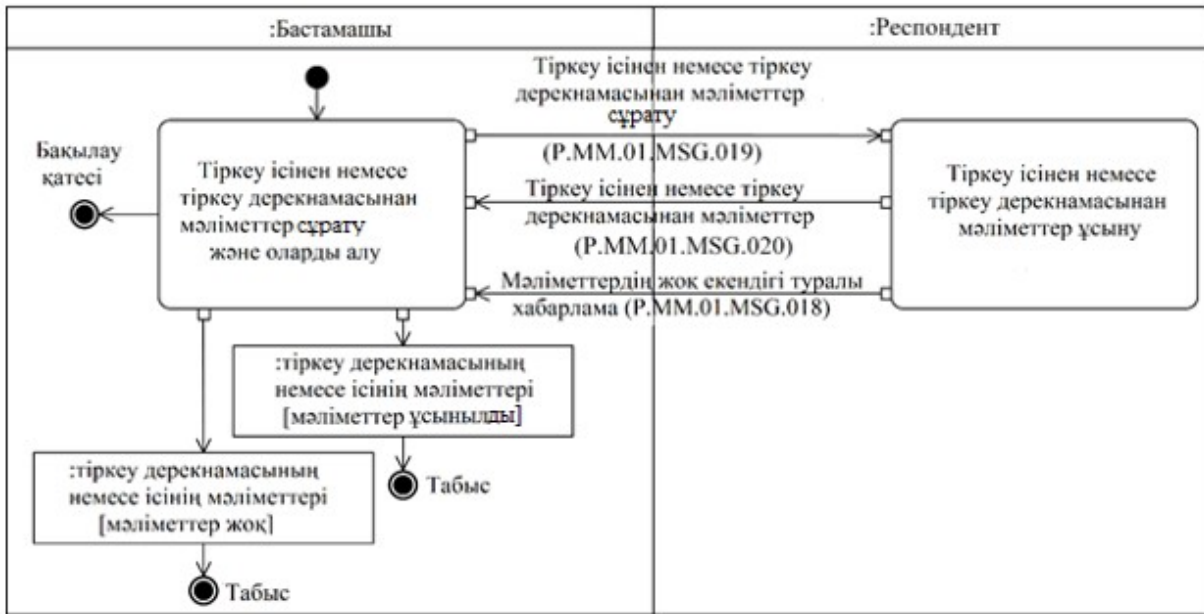 :Бастамашы
:Респондент
Тіркеу ісінен немесе тіркеу
дерекнамасынан мәліметтер
сұрату
(P.MM.01.MSG.019)
Бақылау
қатесі
Тіркеу ісінен немесе
тіркеу дерекнамасынан
мәліметтер сұрату
және оларды алу
Тіркеу ісінен немесе тіркеу
дерекнамасынан мәліметтер
(P.MM.01.MSG.020)
Тіркеу ісінен немесе
тіркеу дерекнамасынан
мәліметтер ұсыну
Мәліметтердің жоқ екендігі туралы
хабарлама (P.MM.01.MSG.018)
:тіркеу дерекнамасының
немесе ісінің мәліметтері
[мәліметтер ұсынылды]
Табыс
:тіркеу дерекнамасының
немесе ісінің мәліметтері
[мәліметтер жоқ]
Табыс